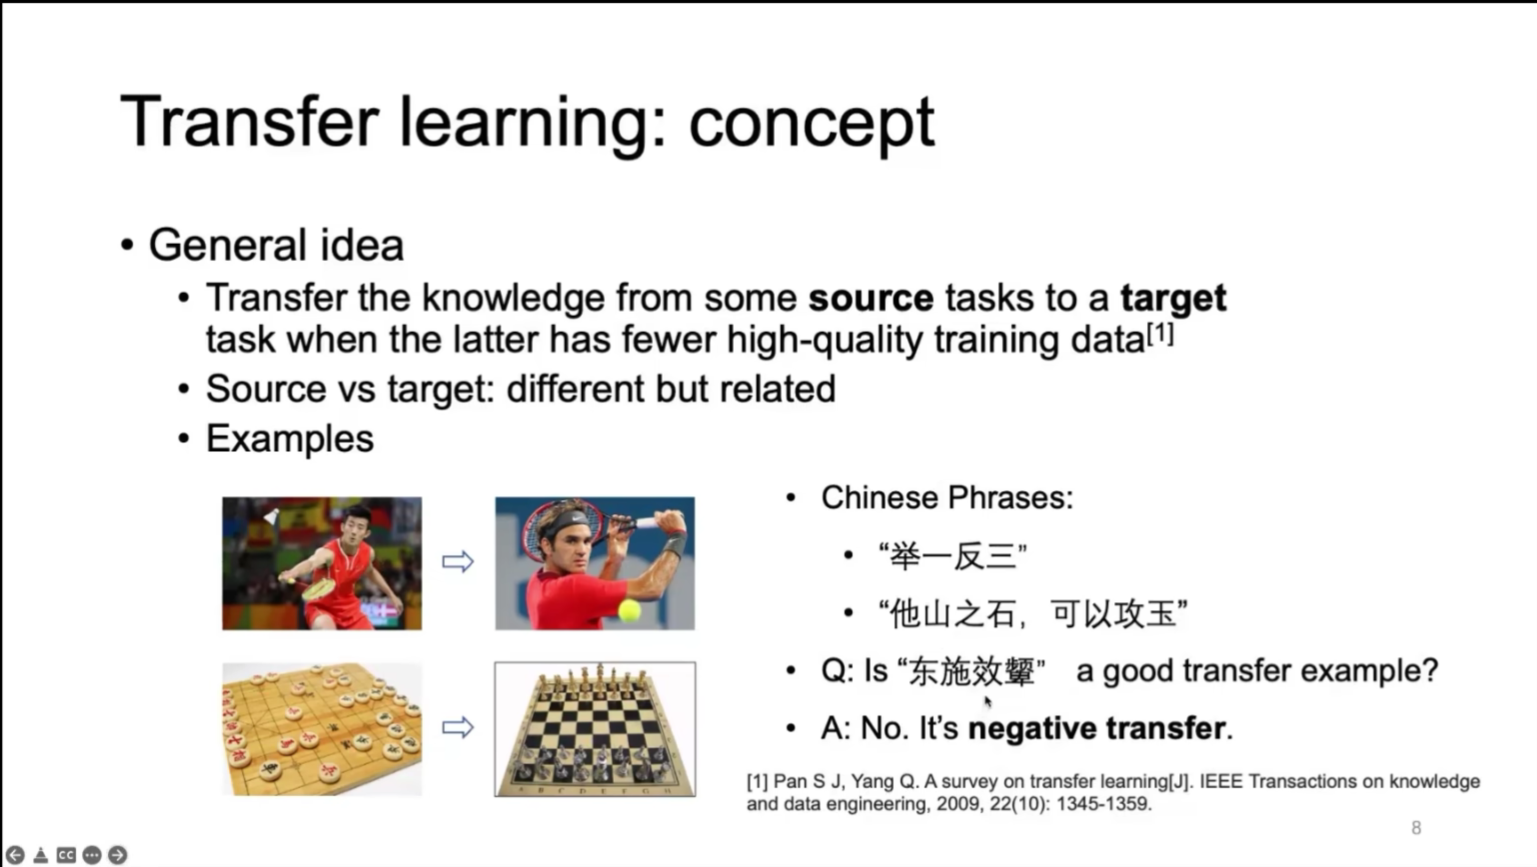 Transfer learning: concept
• General idea
• Transfer the knowledge from some source tasks to a target
task when the latter has fewer high-quality training data[1]
• Source vs target: different but related
• Examples
• Chinese Phrases:
• “举一反三”
• “他山之石，可以攻玉”
• Q: Is “东施效颦” a good transfer example?
• A: No. It’s negative transfer.
[1] Pan S J, Yang Q. A survey on transfer learning[J]. IEEE Transactions on knowledge
and data engineering, 2009, 22(10): 1345-1359.
8
CC